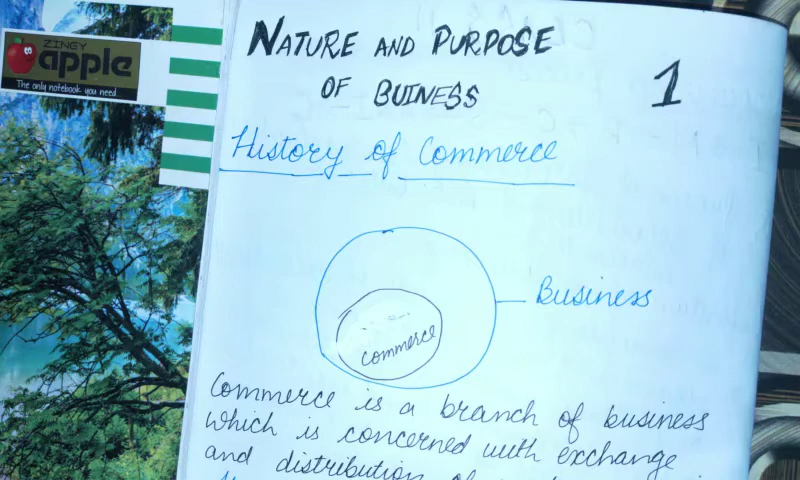 ZINGY
apple
The only notebook you need
NATURE AND PURPOSE
OF BUINESS
1
History of Commerce
Business
commerce
Commerce is a branch of business
which is concerned with exchange
and distribution of